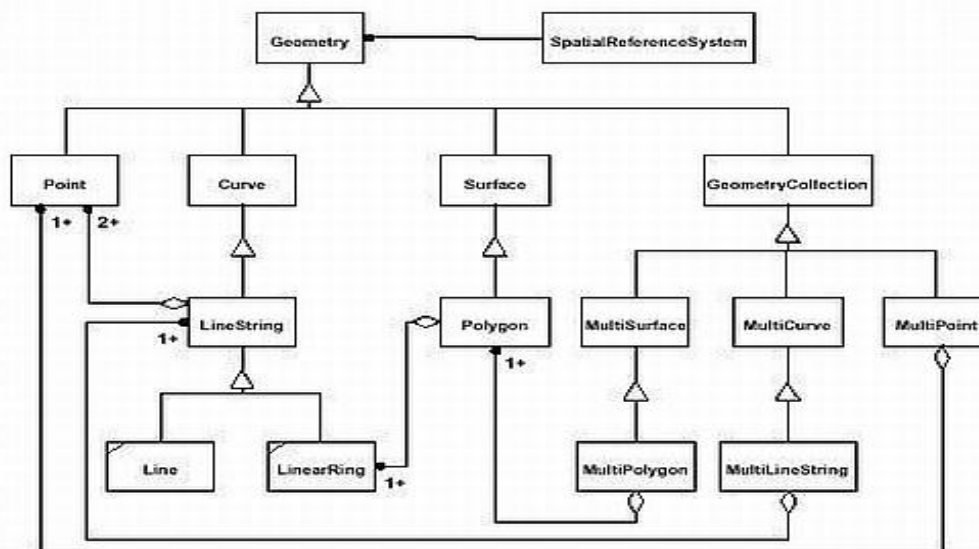 Geometry
SpatialReferenceSystem
Point
Curve
Surface
GeometryCollection
1+
2+
LineString
1+
Polygon
1+
MultiSurface
MultiCurve
MultiPoint
Line
LinearRing
1+
MultiPolygon
MultiLineString